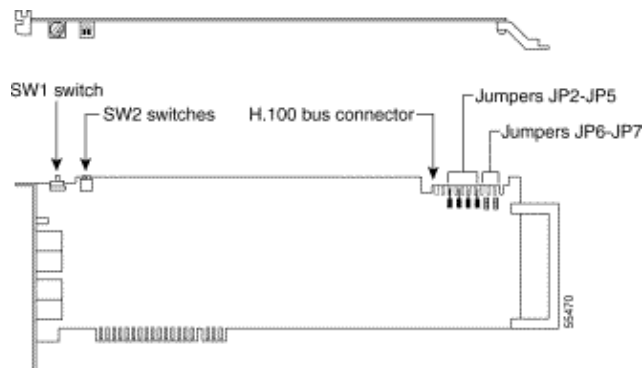 SW1 switch
SW2 switches
H.100 bus connector
Jumpers JP2-JP5
Jumpers JP6-JP7
55470